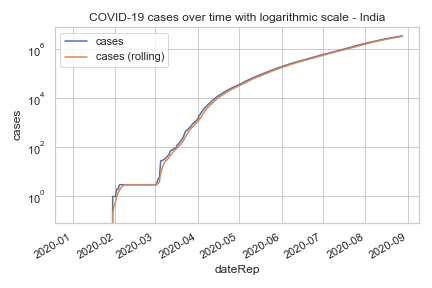 COVID-19 cases over time with logarithmic scale - India
cases
cases (rolling)
10^6
10^4
10^2
10^0
cases
2020-01
2020-02
2020-03
2020-04
2020-05
2020-06
2020-07
2020-08
2020-09
dateRep